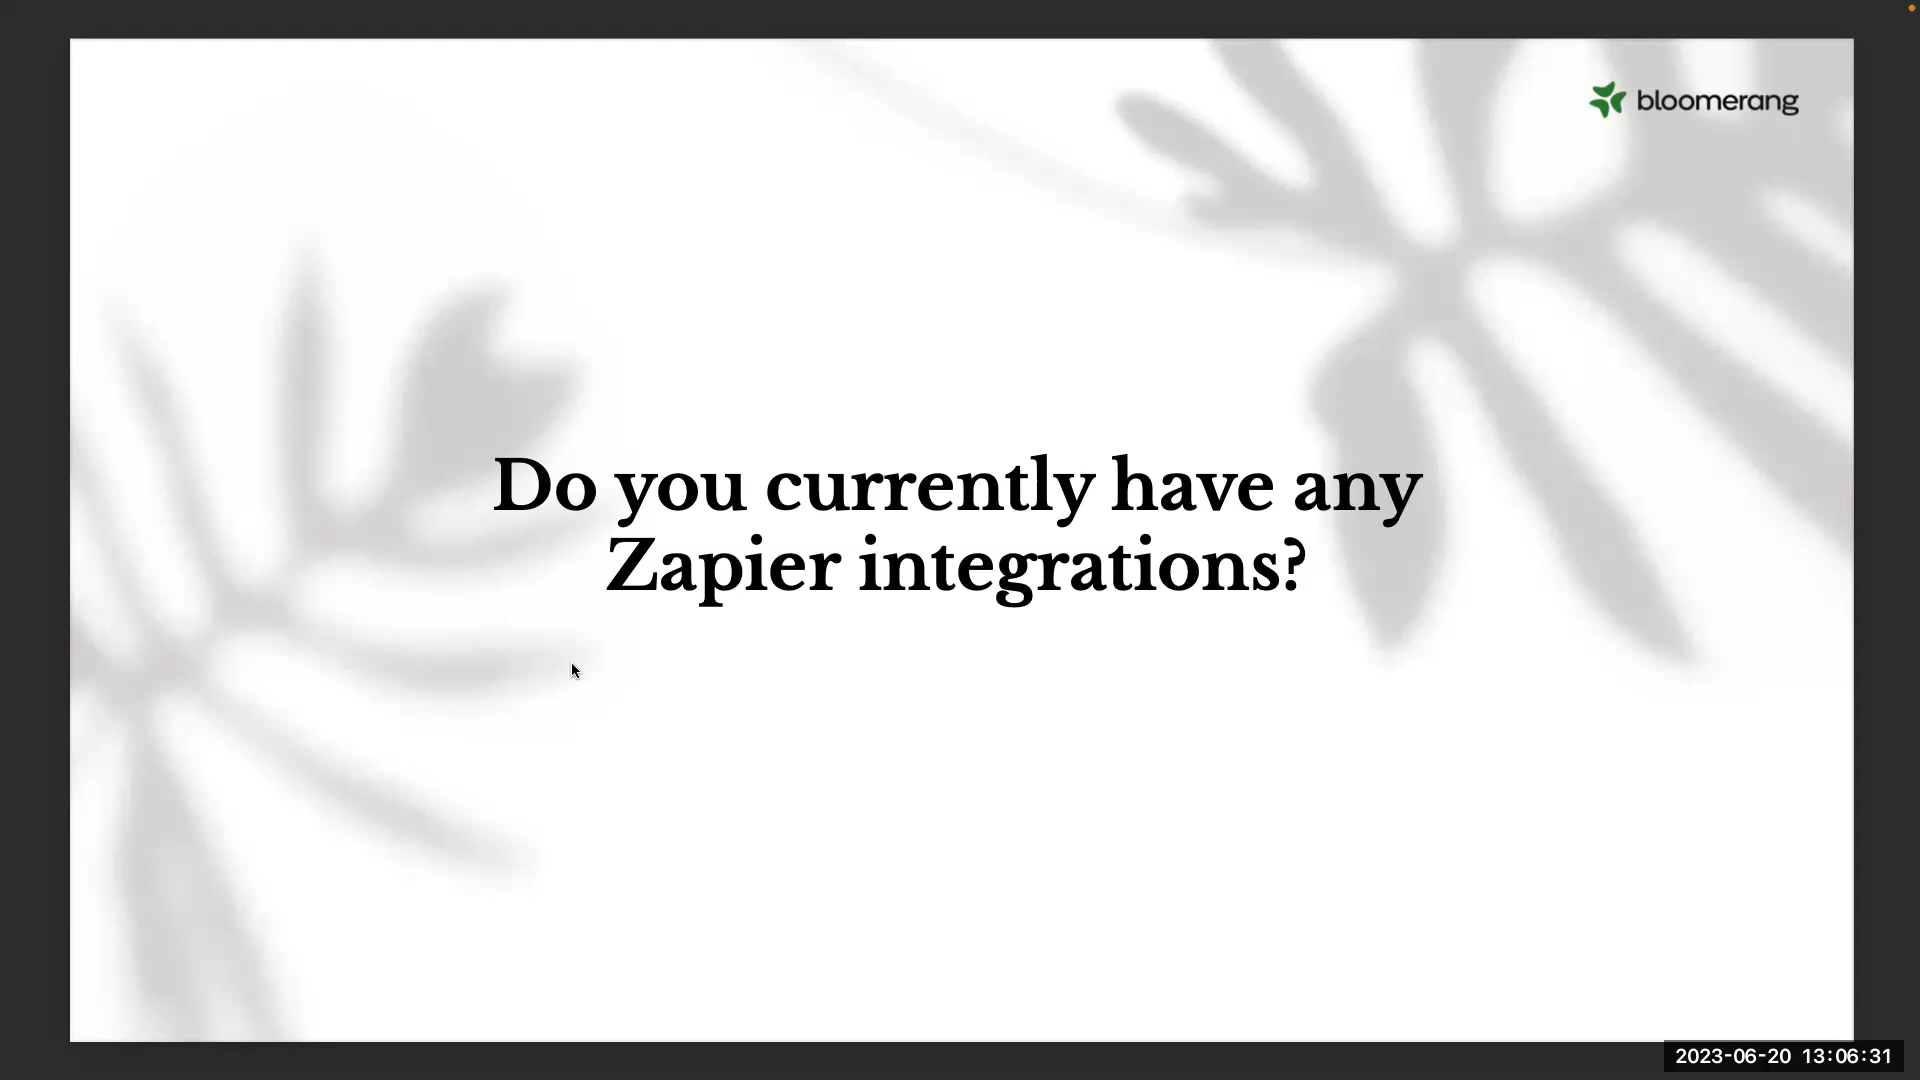 bloomerang
Do you currently have any
Zapier integrations?
2023-06-20 13:06:31